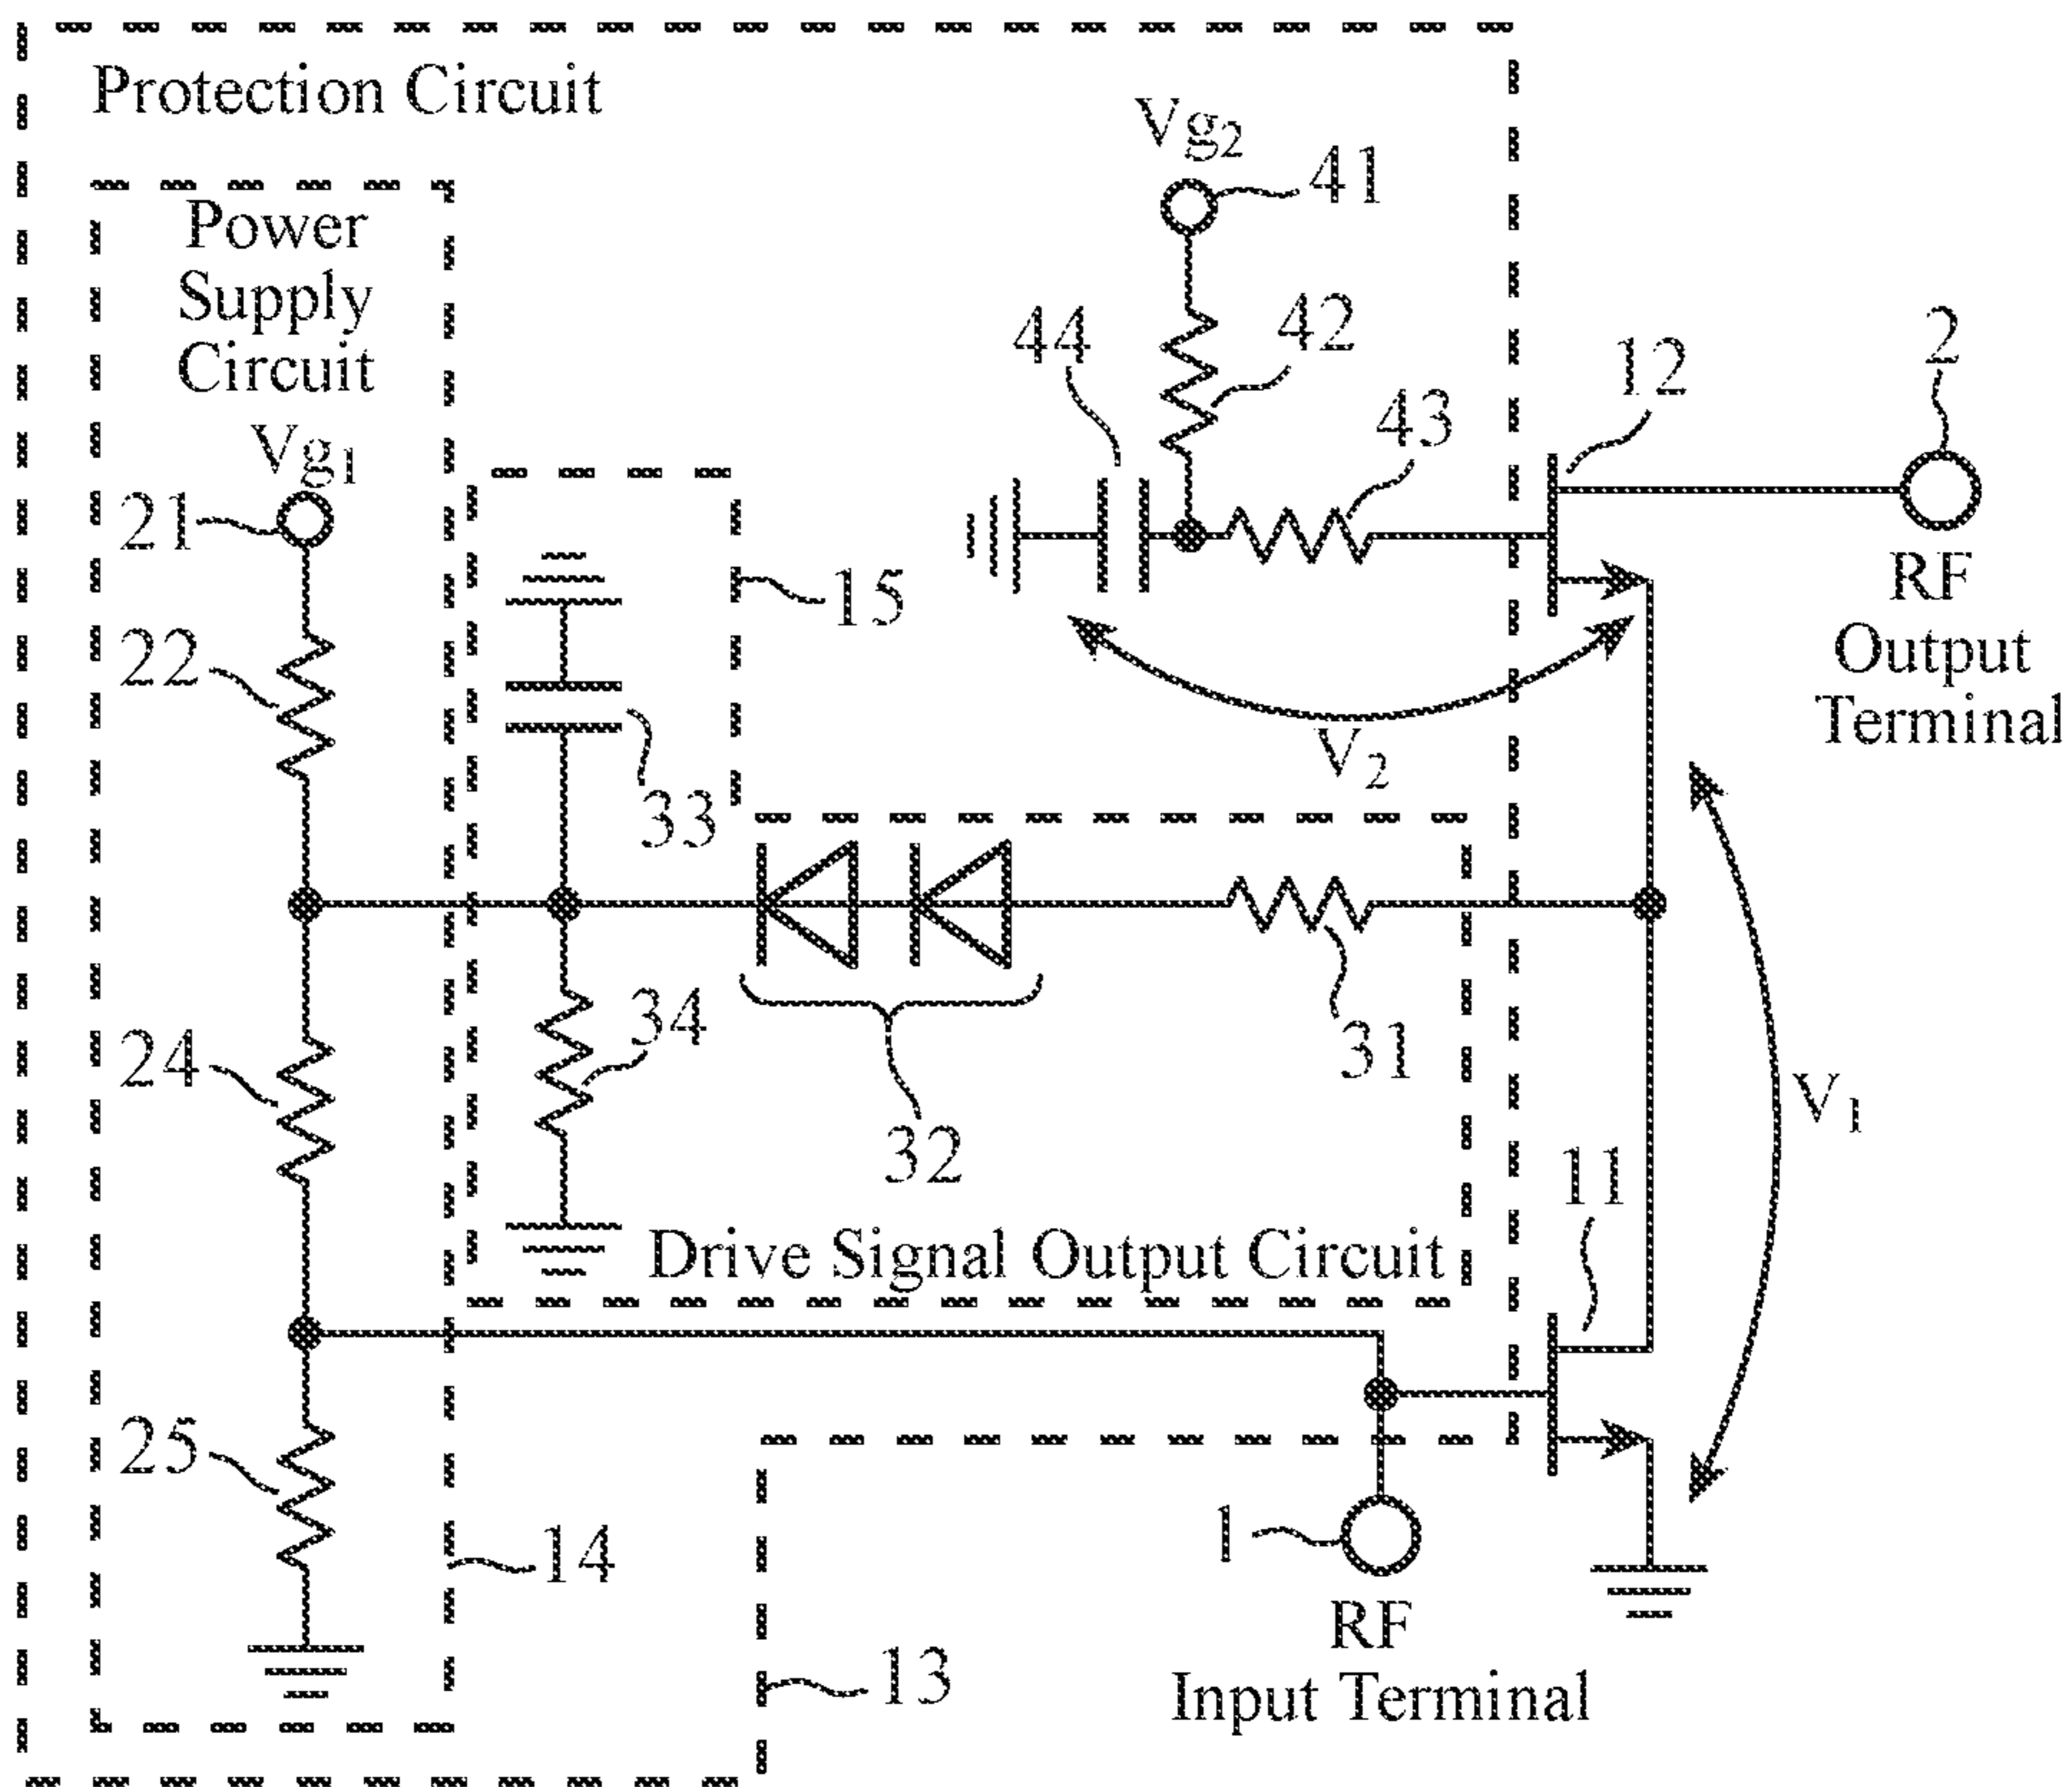 Protection Circuit
Vg2
41
Power
Supply
Circuit
44
42
2
12
43
Vg1
21
15
RF
Output
Terminal
22
V2
33
34
24
31
V1
32
11
Drive Signal Output Circuit
25
1
14
RF
Input Terminal
13